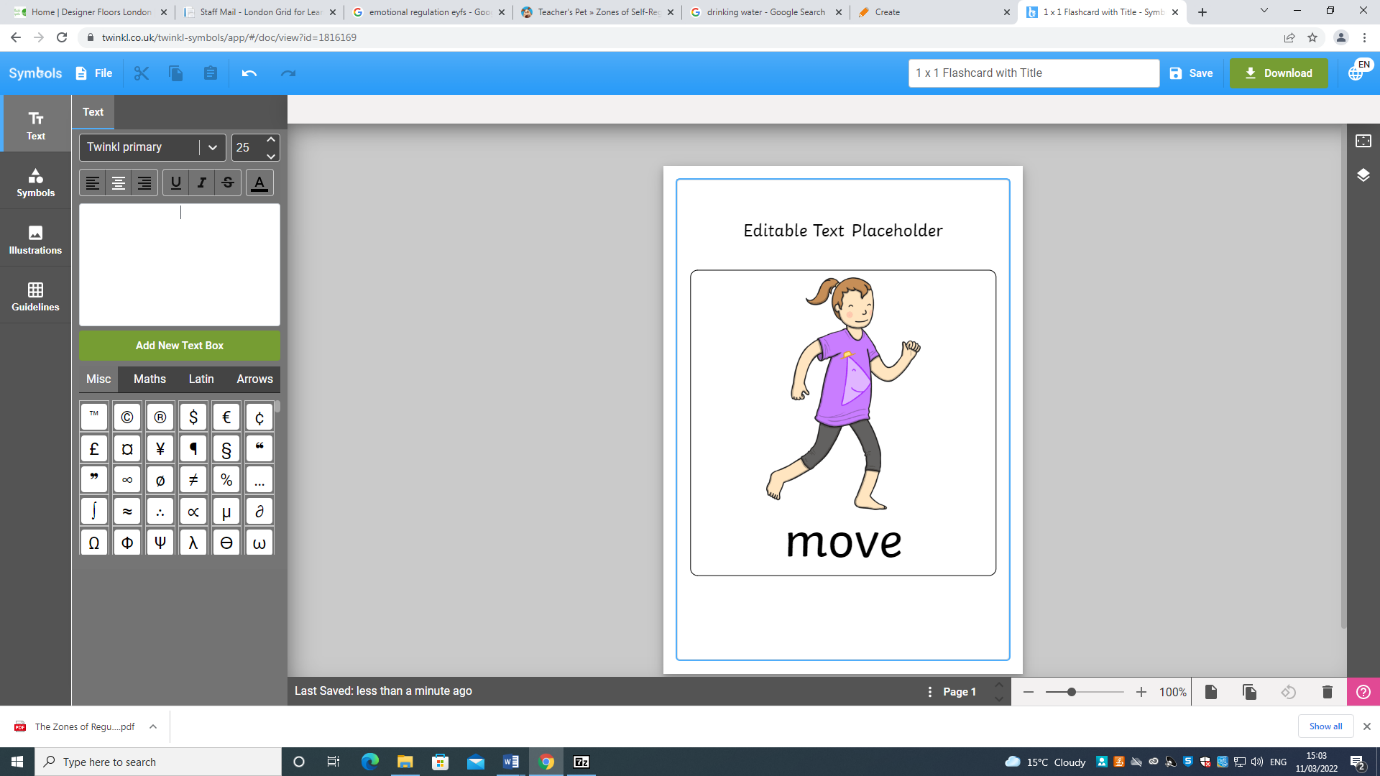 Home | Designer Floors London
Staff Mail - London Grid for Lea
emotional regulation eyfs - Goo
Teacher's Pet » Zones of Self-Re
drinking water - Google Search
Create
1 x 1 Flashcard with Title - Symb
twinkl.co.uk/twinkl-symbols/app/#/doc/view?id=1816169
Symbols
File
1 x 1 Flashcard with Title
Save
Download
EN
Text
Symbols
Illustrations
Guidelines
Text
Twinkl primary
25
U I S A
Add New Text Box
Misc Maths Latin Arrows
™ © ® $ € ¢
£ ¤ ¥ ¶ § “
” ∞ ø ≠ % …
∫ ≈ ∴ ∝ µ ∂
Ω Φ Ψ λ Θ ω
Editable Text Placeholder
move
Last Saved: less than a minute ago
Page 1
100%
The Zones of Regu....pdf
Show all
Type here to search
15°C Cloudy
ENG
15:03
11/03/2022
2